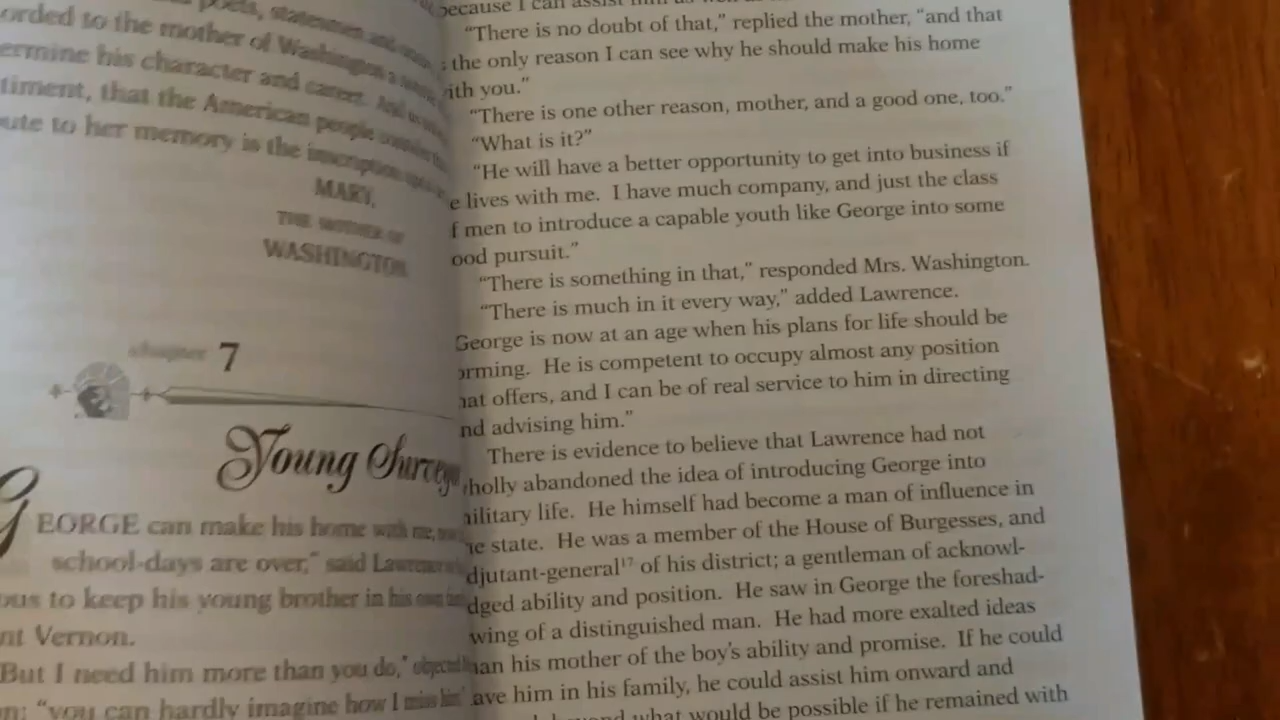 poets, statesmen and
orded to the mother of Washington a
ermine his character and career. And
timent, that the American people
ute to her memory is the inscription
MARY,
THE MOTHER OF
WASHINGTON
chapter 7
Young
GEORGE can make his home with me, now
school-days are over," said Lawrence
ous to keep his young brother in his own
nt Vernon.
But I need him more than you do," objected
on; "you can hardly imagine how I miss him
because I can assist him as well as
"There is no doubt of that," replied the mother, "and that
the only reason I can see why he should make his home
ith you."
"There is one other reason, mother, and a good one, too."
"What is it?"
"He will have a better opportunity to get into business if
e lives with me. I have much company, and just the class
f men to introduce a capable youth like George into some
ood pursuit."
"There is something in that," responded Mrs. Washington.
"There is much in it every way," added Lawrence.
George is now at an age when his plans for life should be
orming. He is competent to occupy almost any position
hat offers, and I can be of real service to him in directing
nd advising him."
There is evidence to believe that Lawrence had not
holly abandoned the idea of introducing George into
ilitary life. He himself had become a man of influence in
he state. He was a member of the House of Burgesses, and
djutant-general¹⁷ of his district; a gentleman of acknowl-
dged ability and position. He saw in George the foreshad-
wing of a distinguished man. He had more exalted ideas
han his mother of the boy's ability and promise. If he could
ave him in his family, he could assist him onward and
what would be possible if he remained with